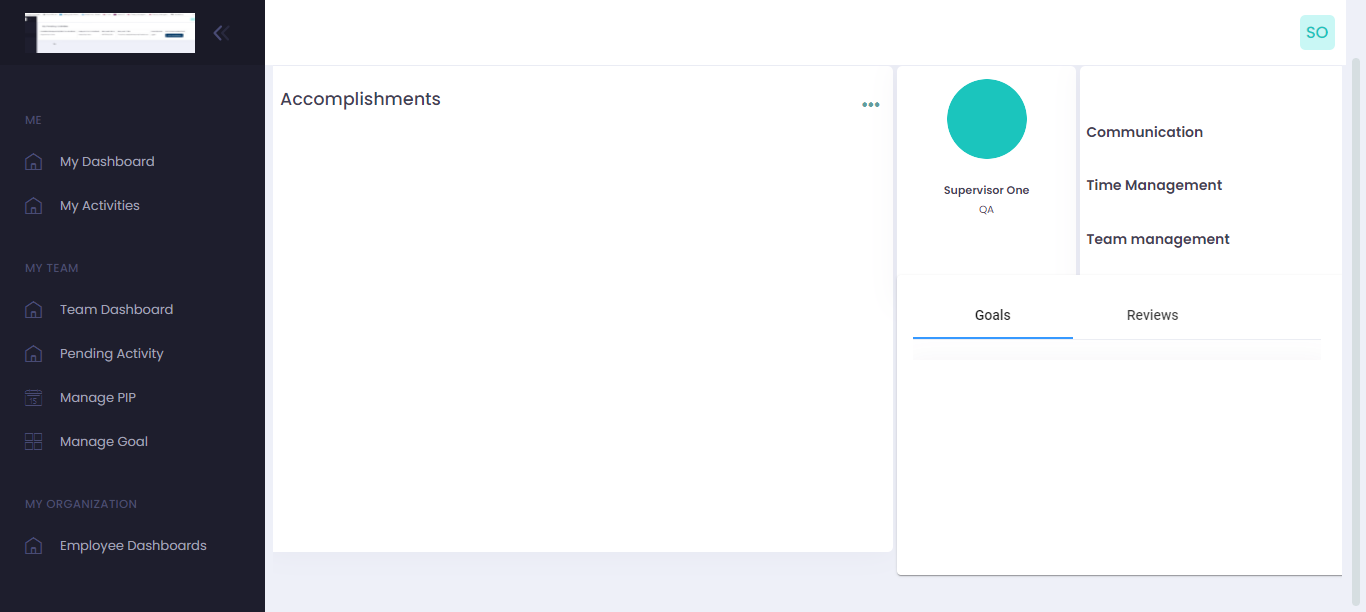 SO
ME
My Dashboard
My Activities
MY TEAM
Team Dashboard
Pending Activity
15
Manage PIP
Manage Goal
MY ORGANIZATION
Employee Dashboards
Accomplishments
Supervisor One
QA
Communication
Time Management
Team management
Goals
Reviews